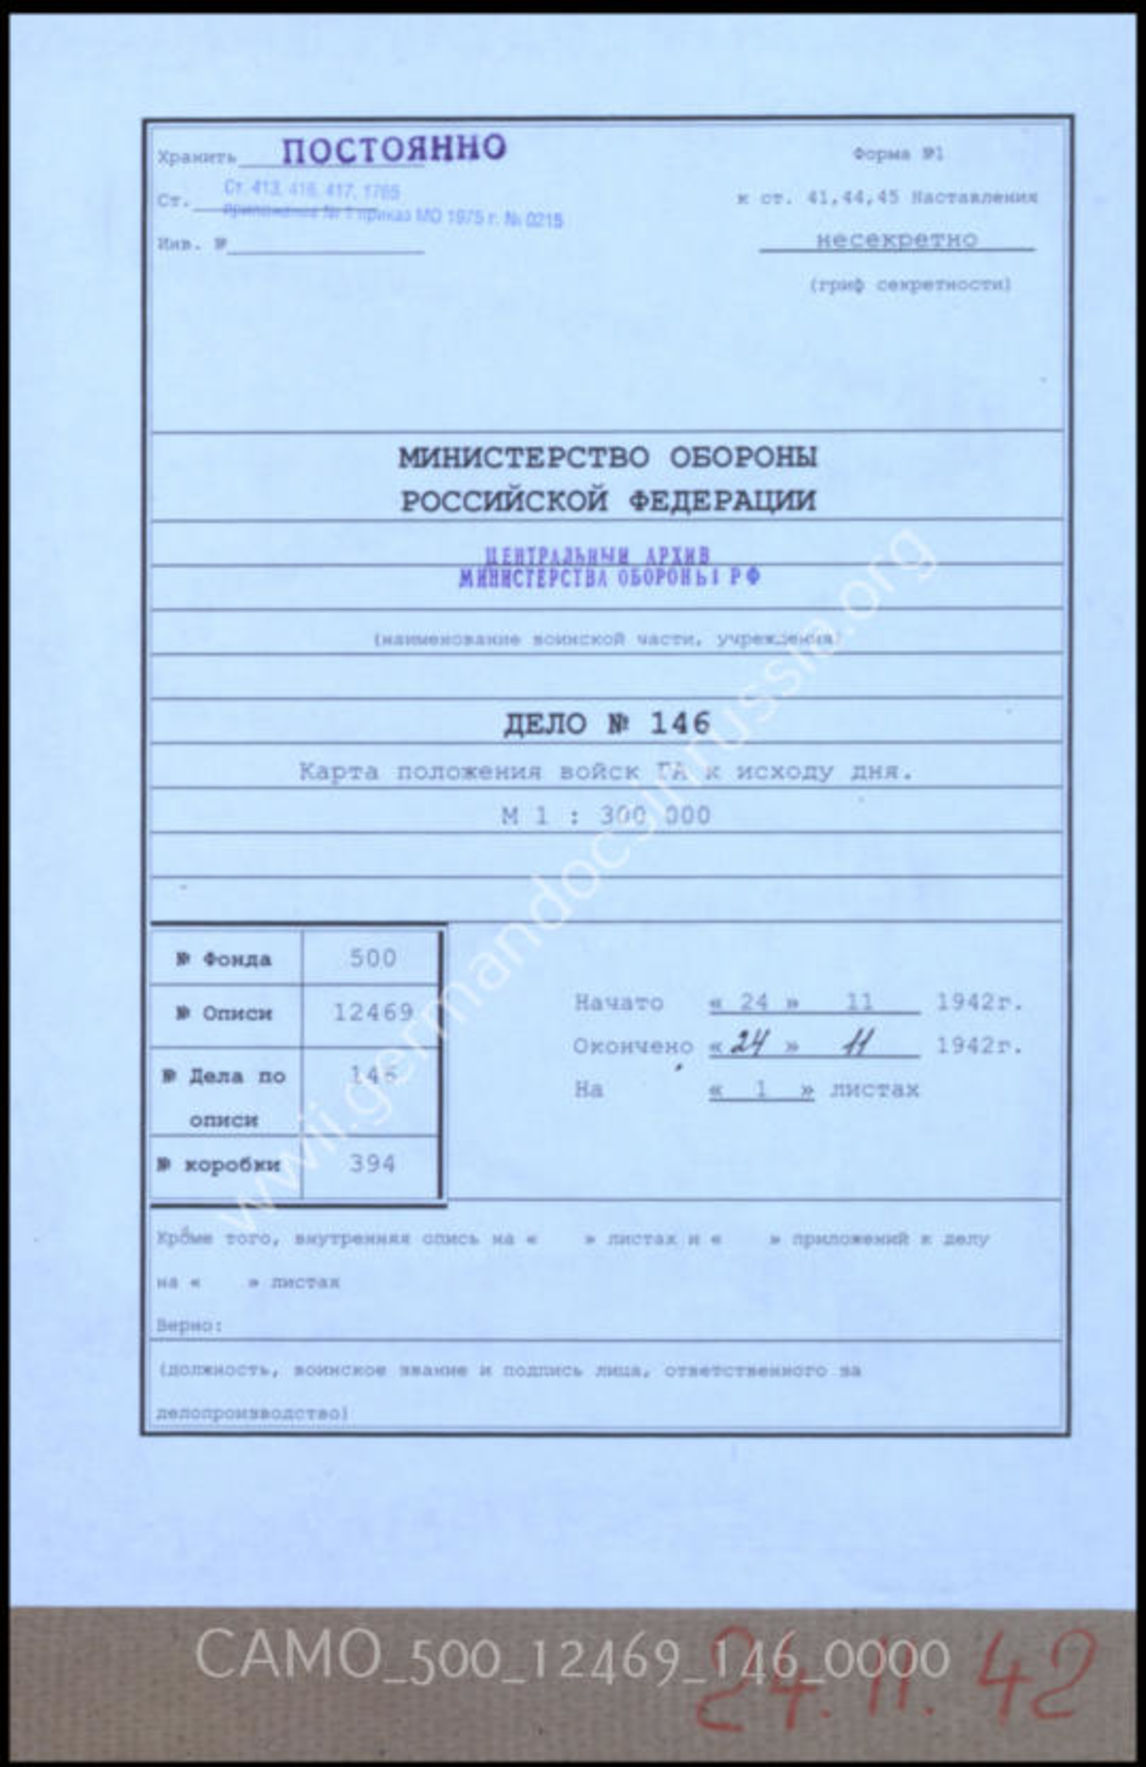 Хранить ПОСТОЯННО
Форма №1
Ст. Ст. 413, 416, 417, 1765
приложения № 1 приказ МО 1975 г. № 0215
к ст. 41,44,45 Наставления
Инв. №
несекретно
(гриф секретности)
МИНИСТЕРСТВО ОБОРОНЫ
РОССИЙСКОЙ ФЕДЕРАЦИИ
ЦЕНТРАЛЬНЫЙ АРХИВ
МИНИСТЕРСТВА ОБОРОНЫ РФ
(наименование воинской части, учреждения)
ДЕЛО № 146
Карта положения войск ГА к исходу дня.
М 1 : 300 000
№ Фонда 500
№ Описи 12469
№ Дела по описи 146
№ коробки 394
Начато « 24 » 11 1942г.
Окончено « 24 » 11 1942г.
На « 1 » листах
Кроме того, внутренняя опись на « » листах и « » приложений к делу
на « » листах
Верно:
(должность, воинское звание и подпись лица, ответственного за
делопроизводство)
www.germandocsinrussia.org
CAMO_500_12469_146_0000
24.11.42